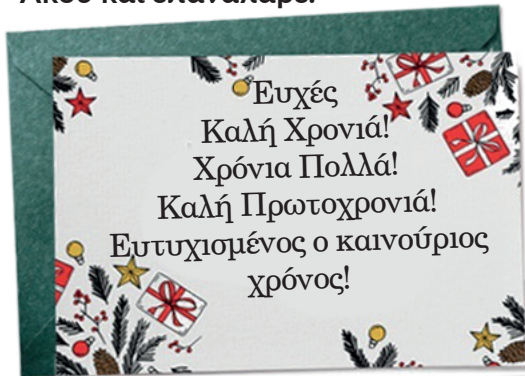 Άκου και επανάλαβε.
Ευχές
Καλή Χρονιά!
Χρόνια Πολλά!
Καλή Πρωτοχρονιά!
Ευτυχισμένος ο καινούριος
χρόνος!